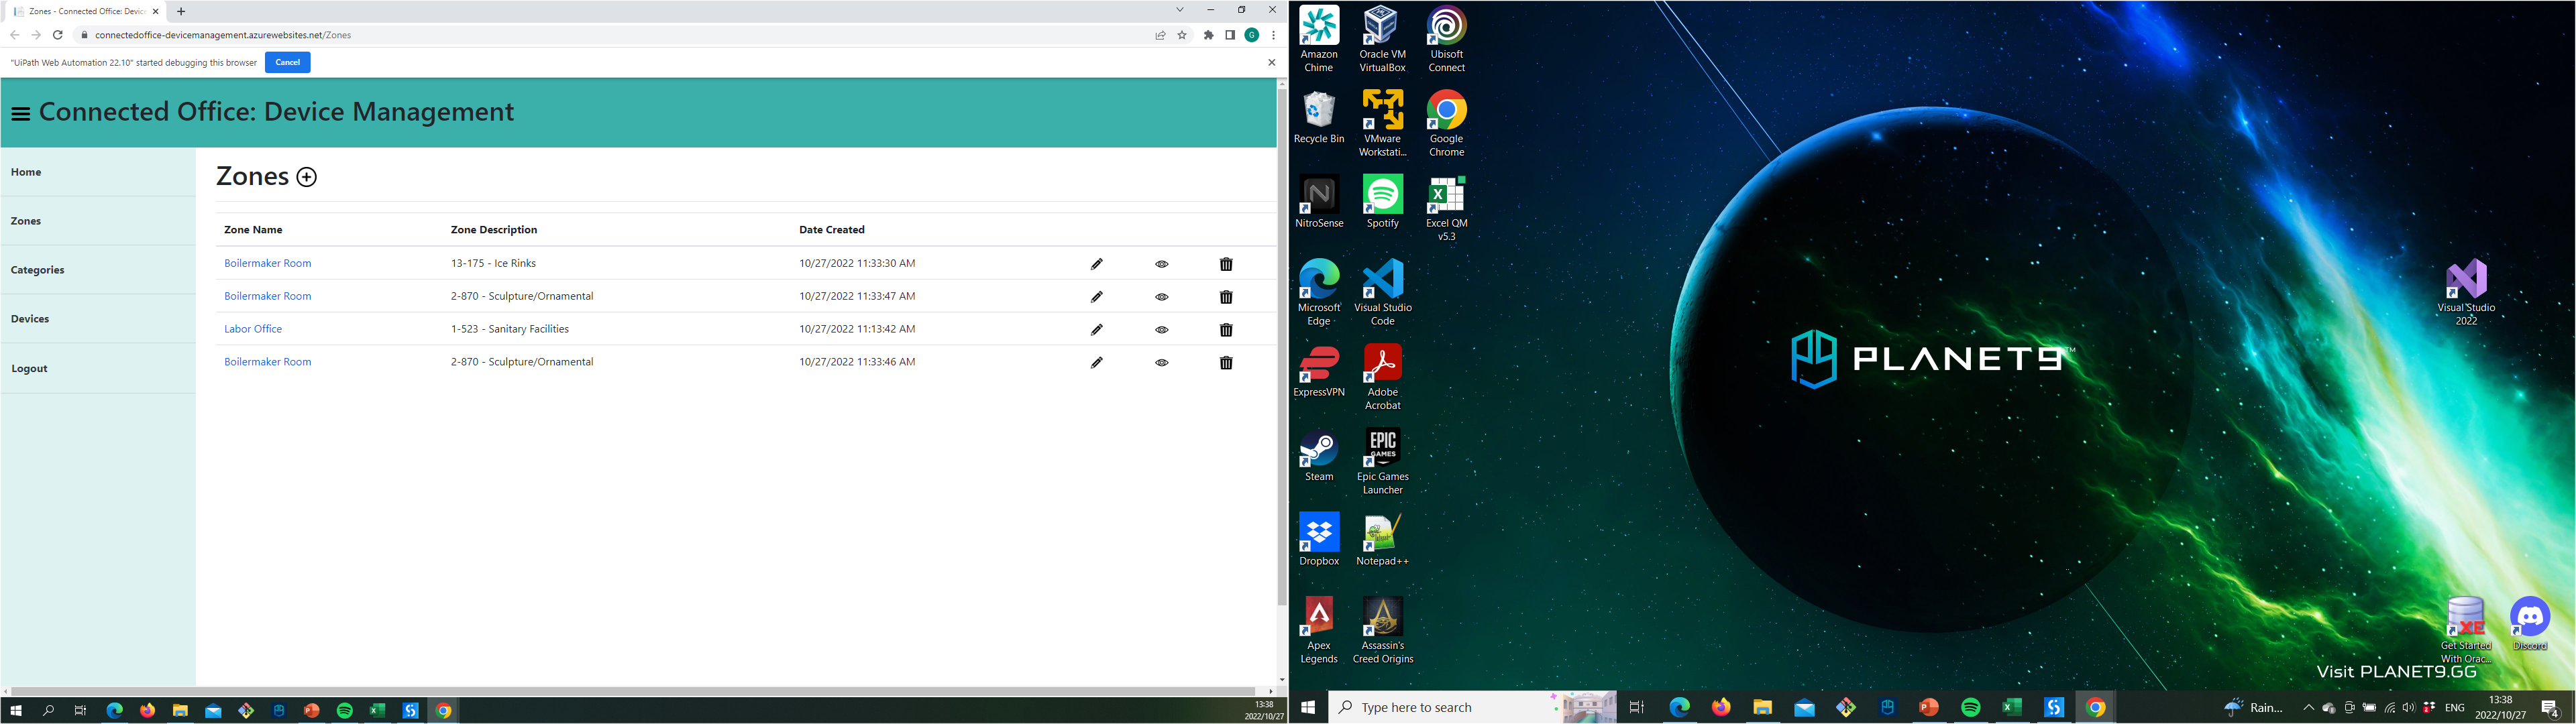 Zones - Connected Office: Devic
connectedoffice-devicemanagement.azurewebsites.net/Zones
G
"UiPath Web Automation 22.10" started debugging this browser
Cancel
Connected Office: Device Management
Home
Zones
Categories
Devices
Logout
Zones
Zone Name Zone Description Date Created
Boilermaker Room 13-175 - Ice Rinks 10/27/2022 11:33:30 AM
Boilermaker Room 2-870 - Sculpture/Ornamental 10/27/2022 11:33:47 AM
Labor Office 1-523 - Sanitary Facilities 10/27/2022 11:13:42 AM
Boilermaker Room 2-870 - Sculpture/Ornamental 10/27/2022 11:33:46 AM
13:38
2022/10/27
Amazon Chime
Oracle VM VirtualBox
Ubisoft Connect
Recycle Bin
VMware Workstati...
Google Chrome
NitroSense
Spotify
Excel QM v5.3
Microsoft Edge
Visual Studio Code
ExpressVPN
Adobe Acrobat
Steam
EPIC GAMES
Epic Games Launcher
Dropbox
Notepad++
Apex Legends
Assassin's Creed Origins
PLANET9™
Visual Studio 2022
XE
Get Started With Orac...
Discord
Visit PLANET9.GG
Type here to search
Rain...
ENG
13:38
2022/10/27
4